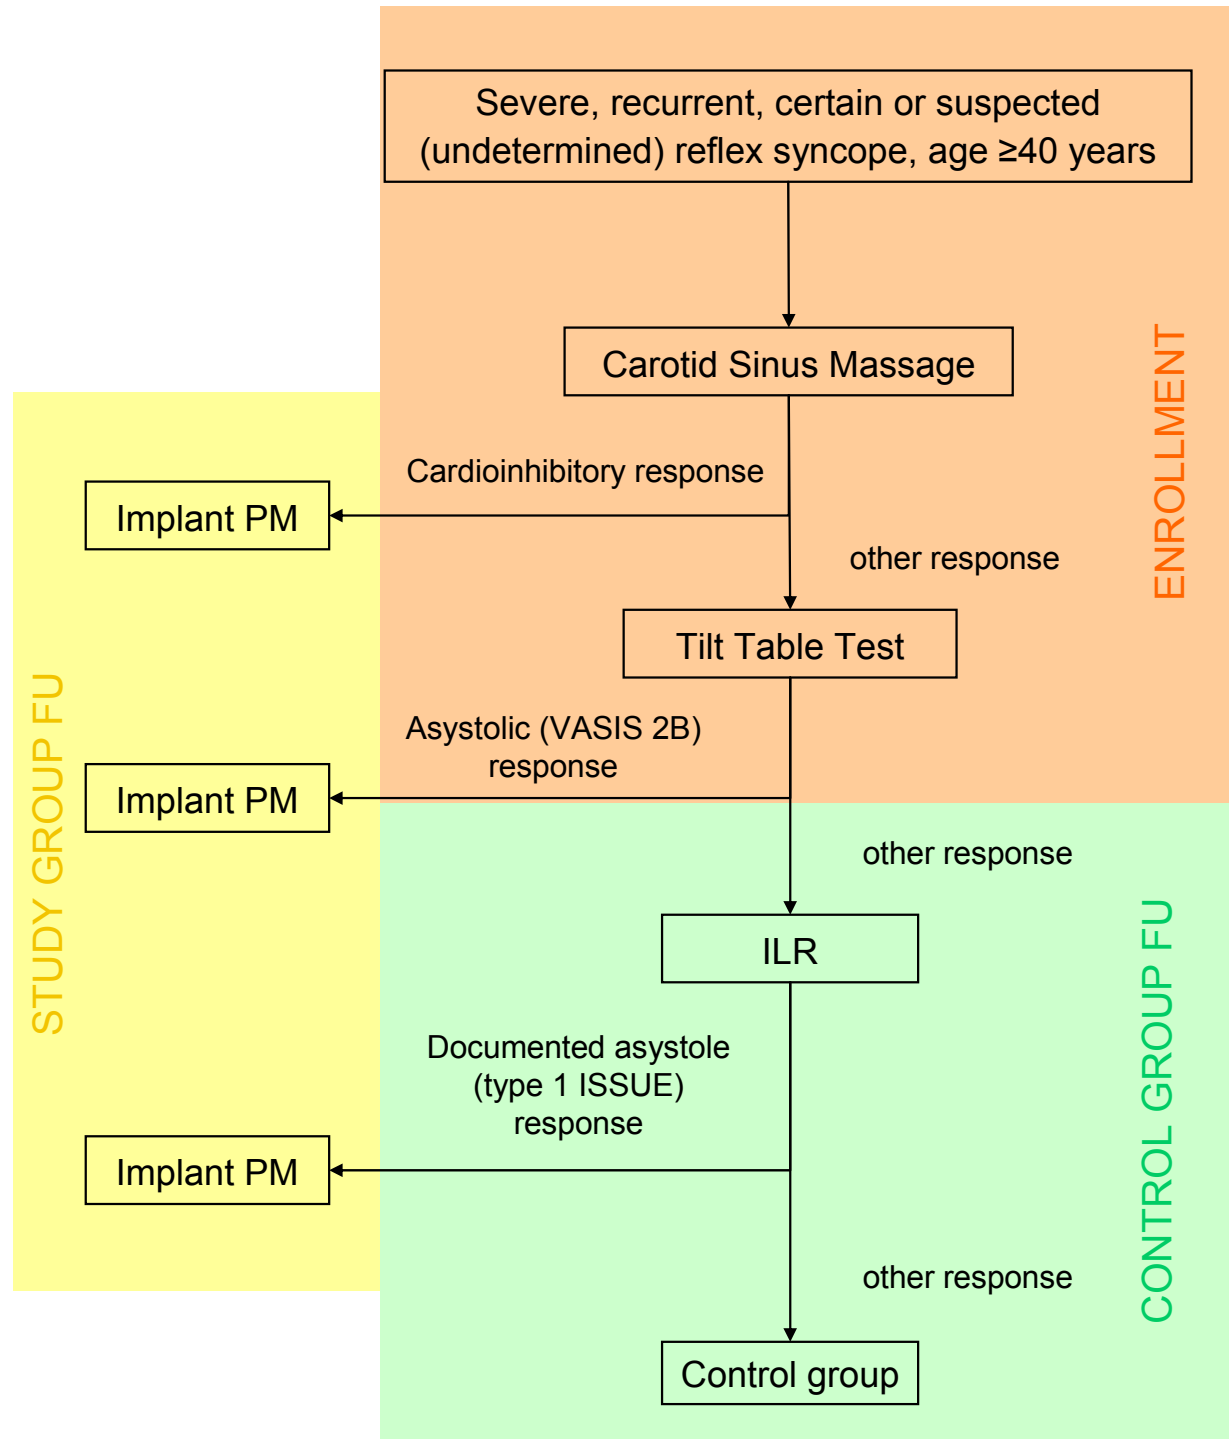 Severe, recurrent, certain or suspected
(undetermined) reflex syncope, age ≥40 years
Carotid Sinus Massage
Cardioinhibitory response
Implant PM
other response
Tilt Table Test
Asystolic (VASIS 2B)
response
Implant PM
other response
ILR
Documented asystole
(type 1 ISSUE)
response
Implant PM
other response
Control group
ENROLLMENT
STUDY GROUP FU
CONTROL GROUP FU